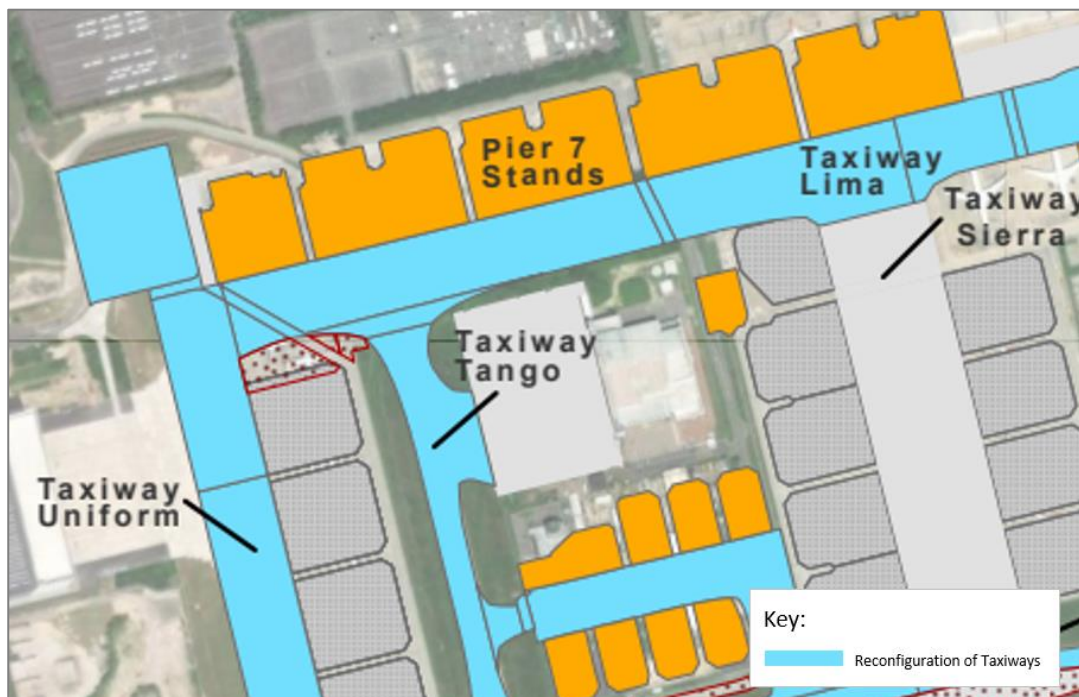 Pier 7
Stands
Taxiway
Lima
Taxiway
Sierra
Taxiway
Tango
Taxiway
Uniform
Key:
Reconfiguration of Taxiways